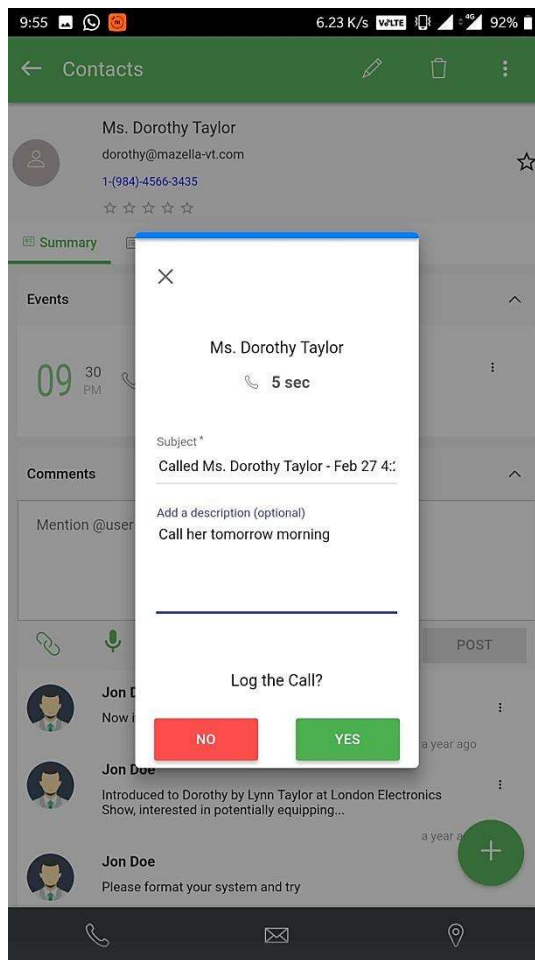 9:55
6.23 K/s VoLTE 4G 92%
Contacts
Ms. Dorothy Taylor
dorothy@mazella-vt.com
1-(984)-4566-3435
Summary
Events
09 30
PM
Comments
Mention @user
POST
Jon
Now i
a year ago
Jon Doe
Introduced to Dorothy by Lynn Taylor at London Electronics
Show, interested in potentially equipping...
a year
Jon Doe
Please format your system and try
Ms. Dorothy Taylor
5 sec
Subject *
Called Ms. Dorothy Taylor - Feb 27 4:
Add a description (optional)
Call her tomorrow morning
Log the Call?
NO YES